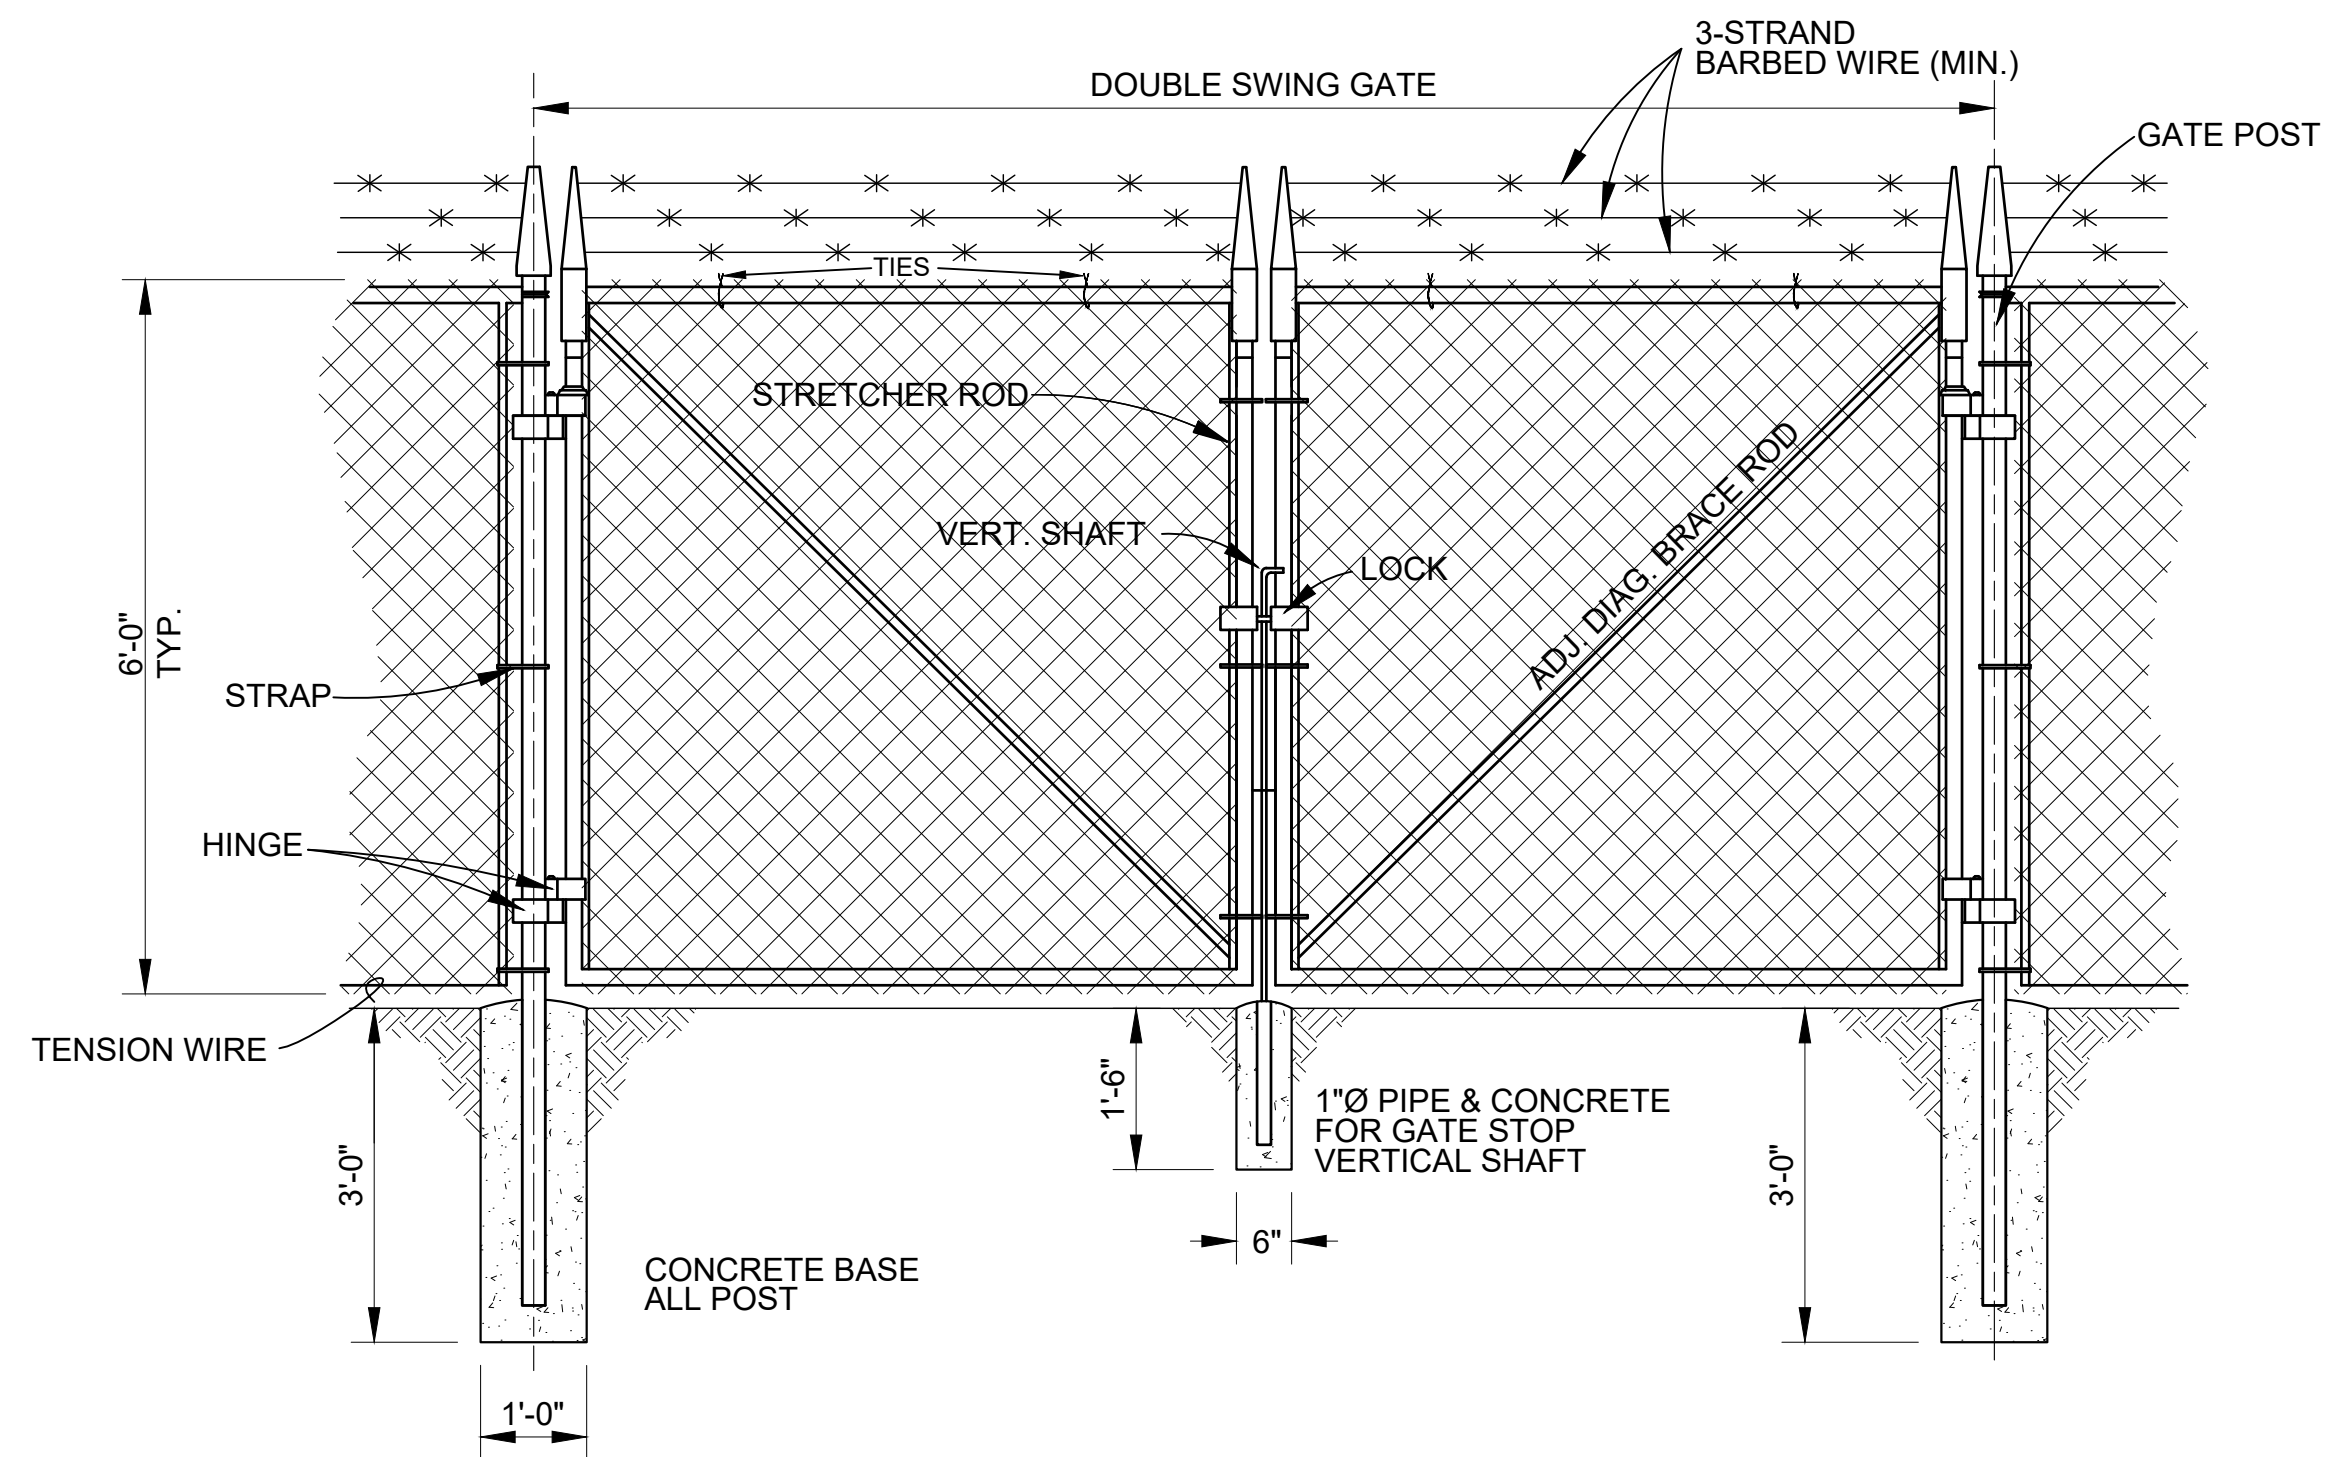 3-STRAND
BARBED WIRE (MIN.)
DOUBLE SWING GATE
GATE POST
TIES
STRETCHER ROD
VERT. SHAFT
LOCK
ADJ. DIAG. BRACE ROD
6'-0"
TYP.
STRAP
HINGE
TENSION WIRE
1'-6"
1"Ø PIPE & CONCRETE
FOR GATE STOP
VERTICAL SHAFT
3'-0"
3'-0"
6"
CONCRETE BASE
ALL POST
1'-0"